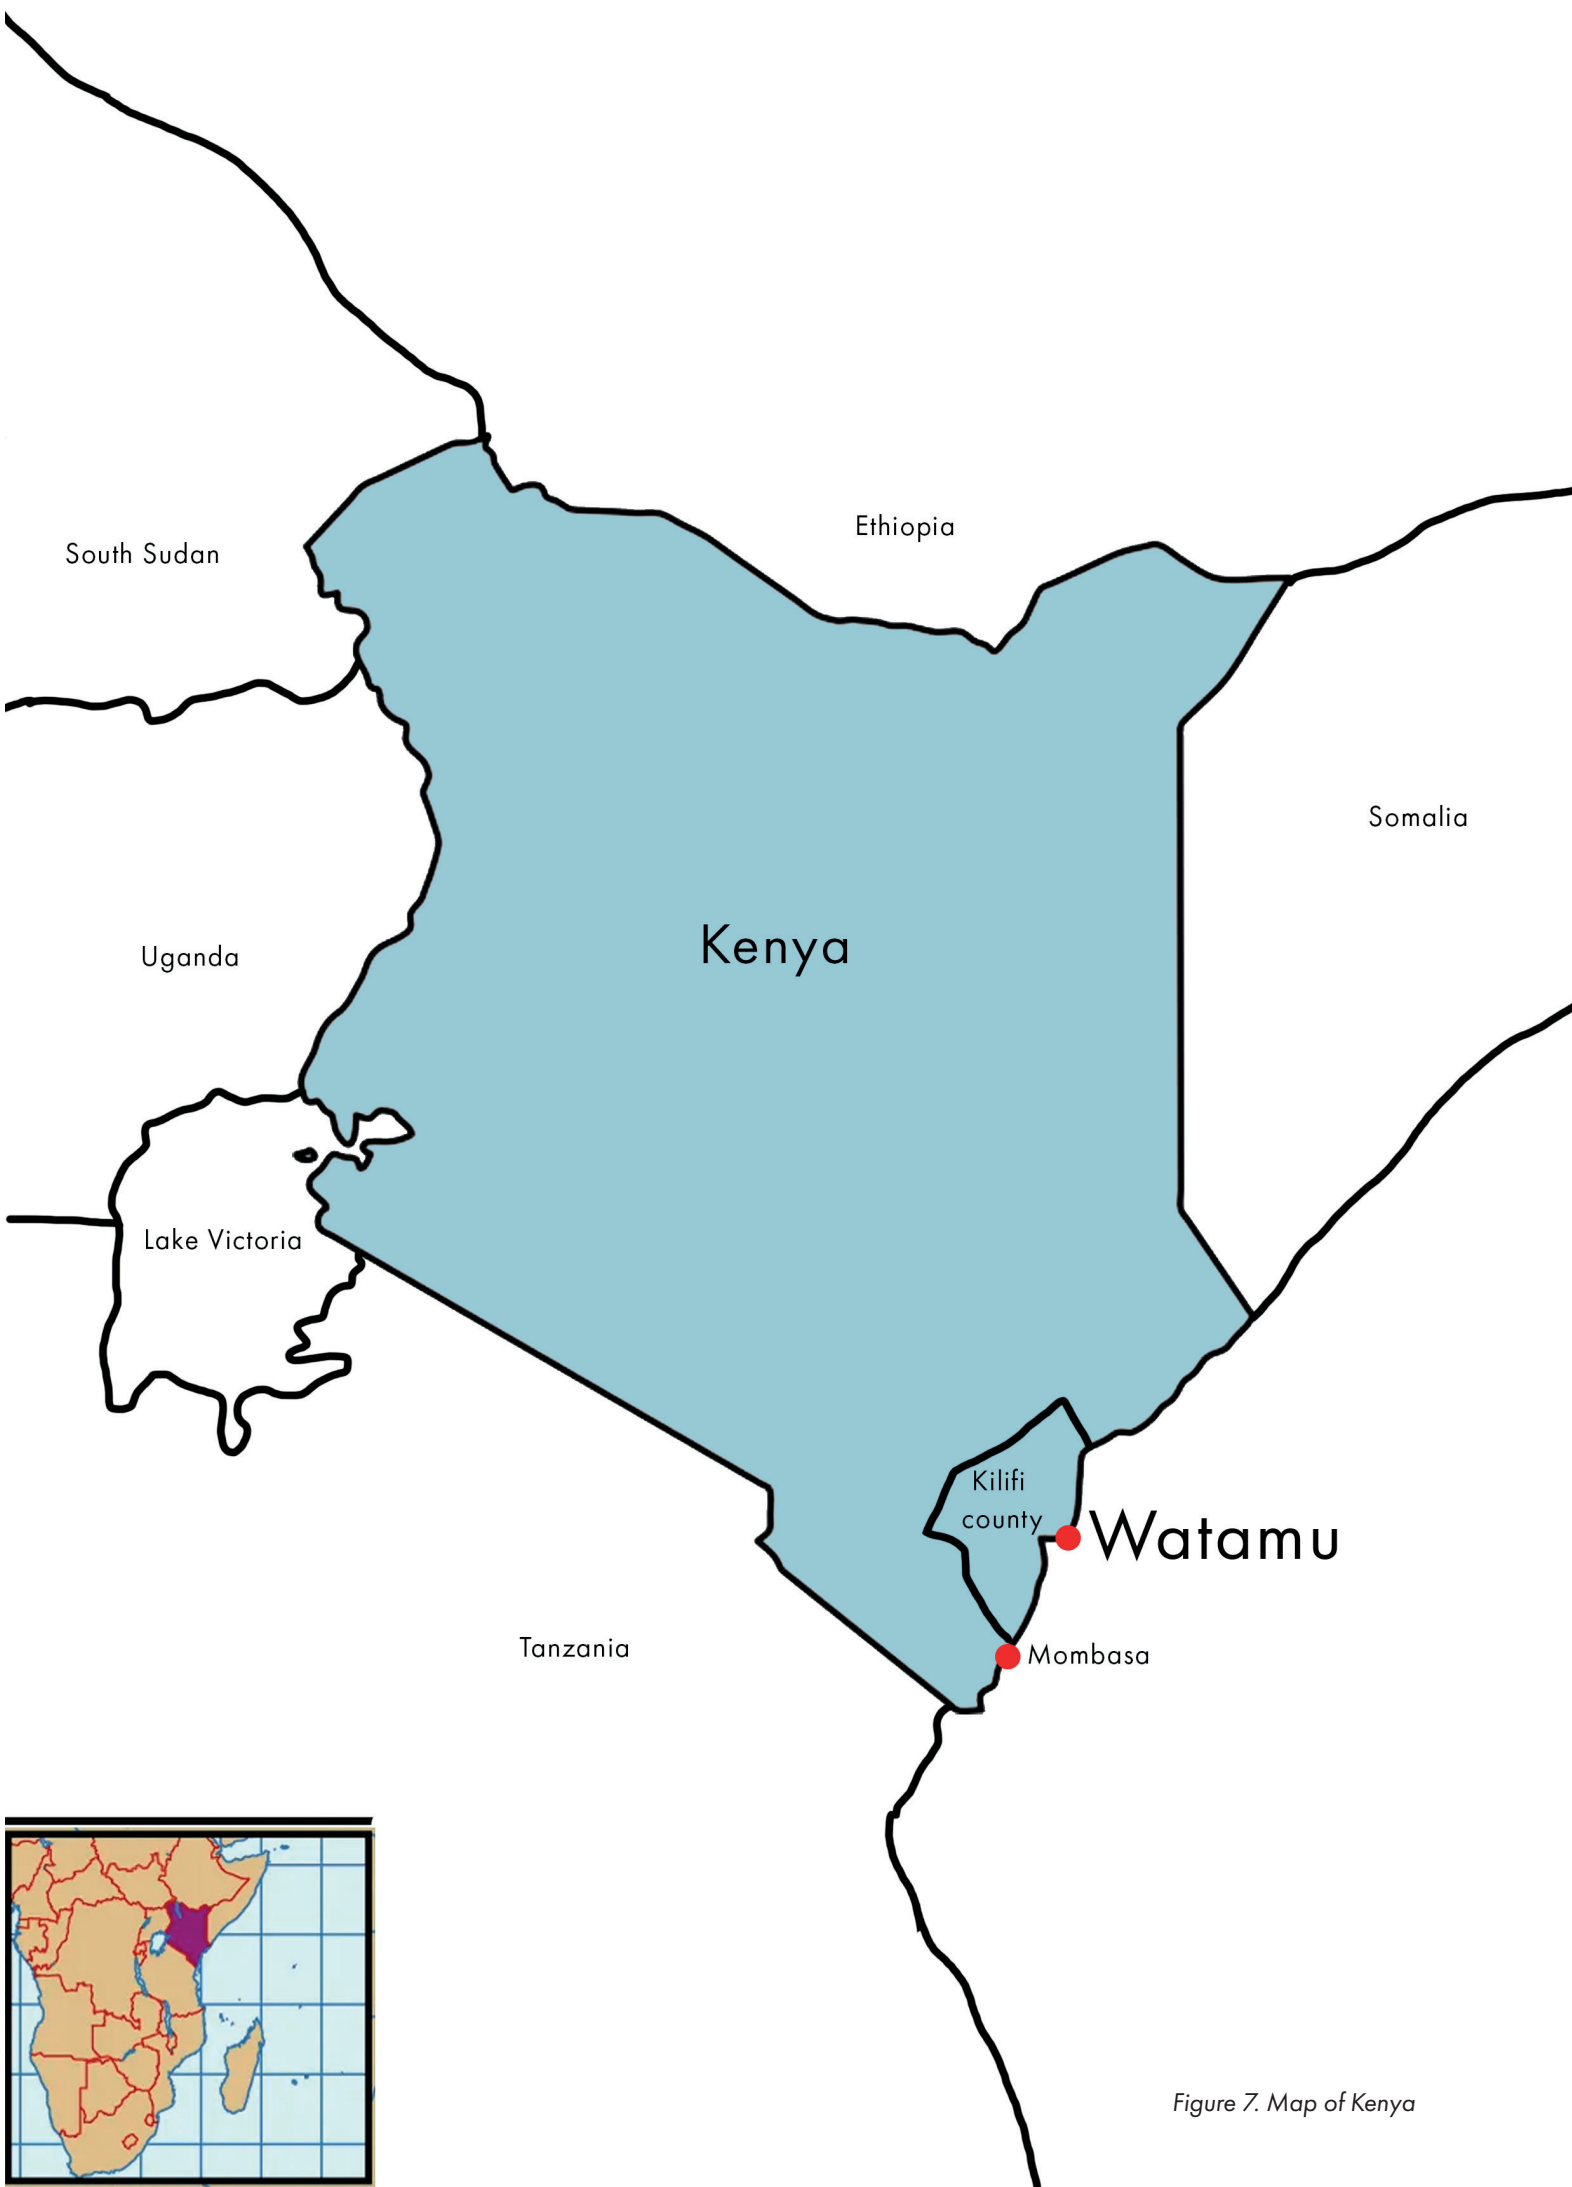 Ethiopia
South Sudan
Somalia
Kenya
Uganda
Lake Victoria
Kilifi
county
Watamu
Tanzania
Mombasa
Figure 7. Map of Kenya